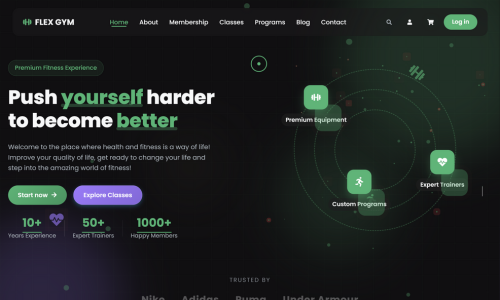 FLEX GYM
Home About Membership Classes Programs Blog Contact
Log in
Premium Fitness Experience
Push yourself harder
to become better
Welcome to the place where health and fitness is a way of life!
Improve your quality of life, get ready to change your life and
step into the amazing world of fitness!
Start now → Explore Classes
10+ 50+ 1000+
Years Experience Expert Trainers Happy Members
Premium Equipment
Expert Trainers
Custom Programs
TRUSTED BY
Nike Adidas Puma Under Armour